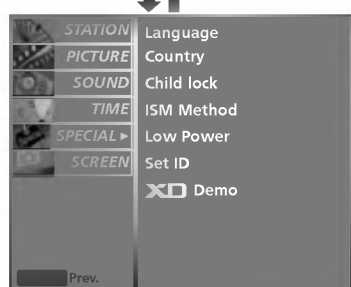 STATION
PICTURE
SOUND
TIME
SPECIAL ▸
SCREEN
Language
Country
Child lock
ISM Method
Low Power
Set ID
XD Demo
Prev.